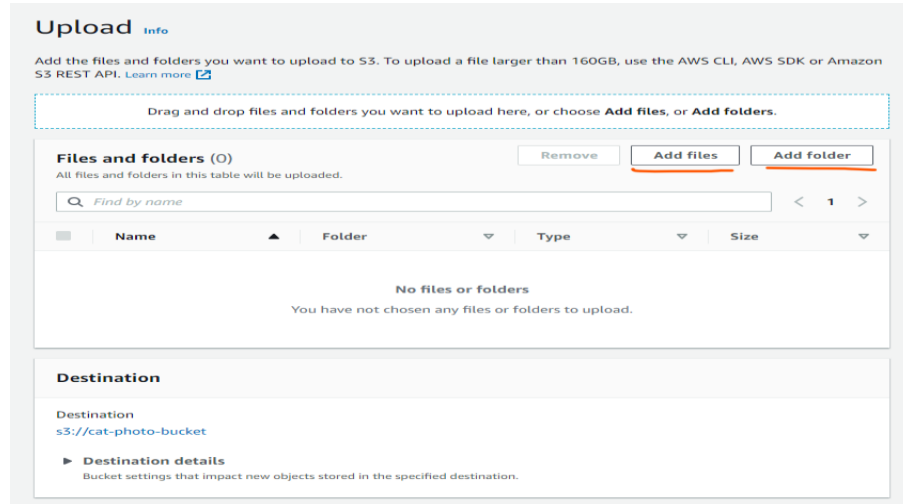 Upload Info
Add the files and folders you want to upload to S3. To upload a file larger than 160GB, use the AWS CLI, AWS SDK or Amazon
S3 REST API. Learn more
Drag and drop files and folders you want to upload here, or choose Add files, or Add folders.
Files and folders (0)
Remove
Add files
Add folder
All files and folders in this table will be uploaded.
Find by name
< 1 >
Name Folder Type Size
No files or folders
You have not chosen any files or folders to upload.
Destination
Destination
s3://cat-photo-bucket
Destination details
Bucket settings that impact new objects stored in the specified destination.